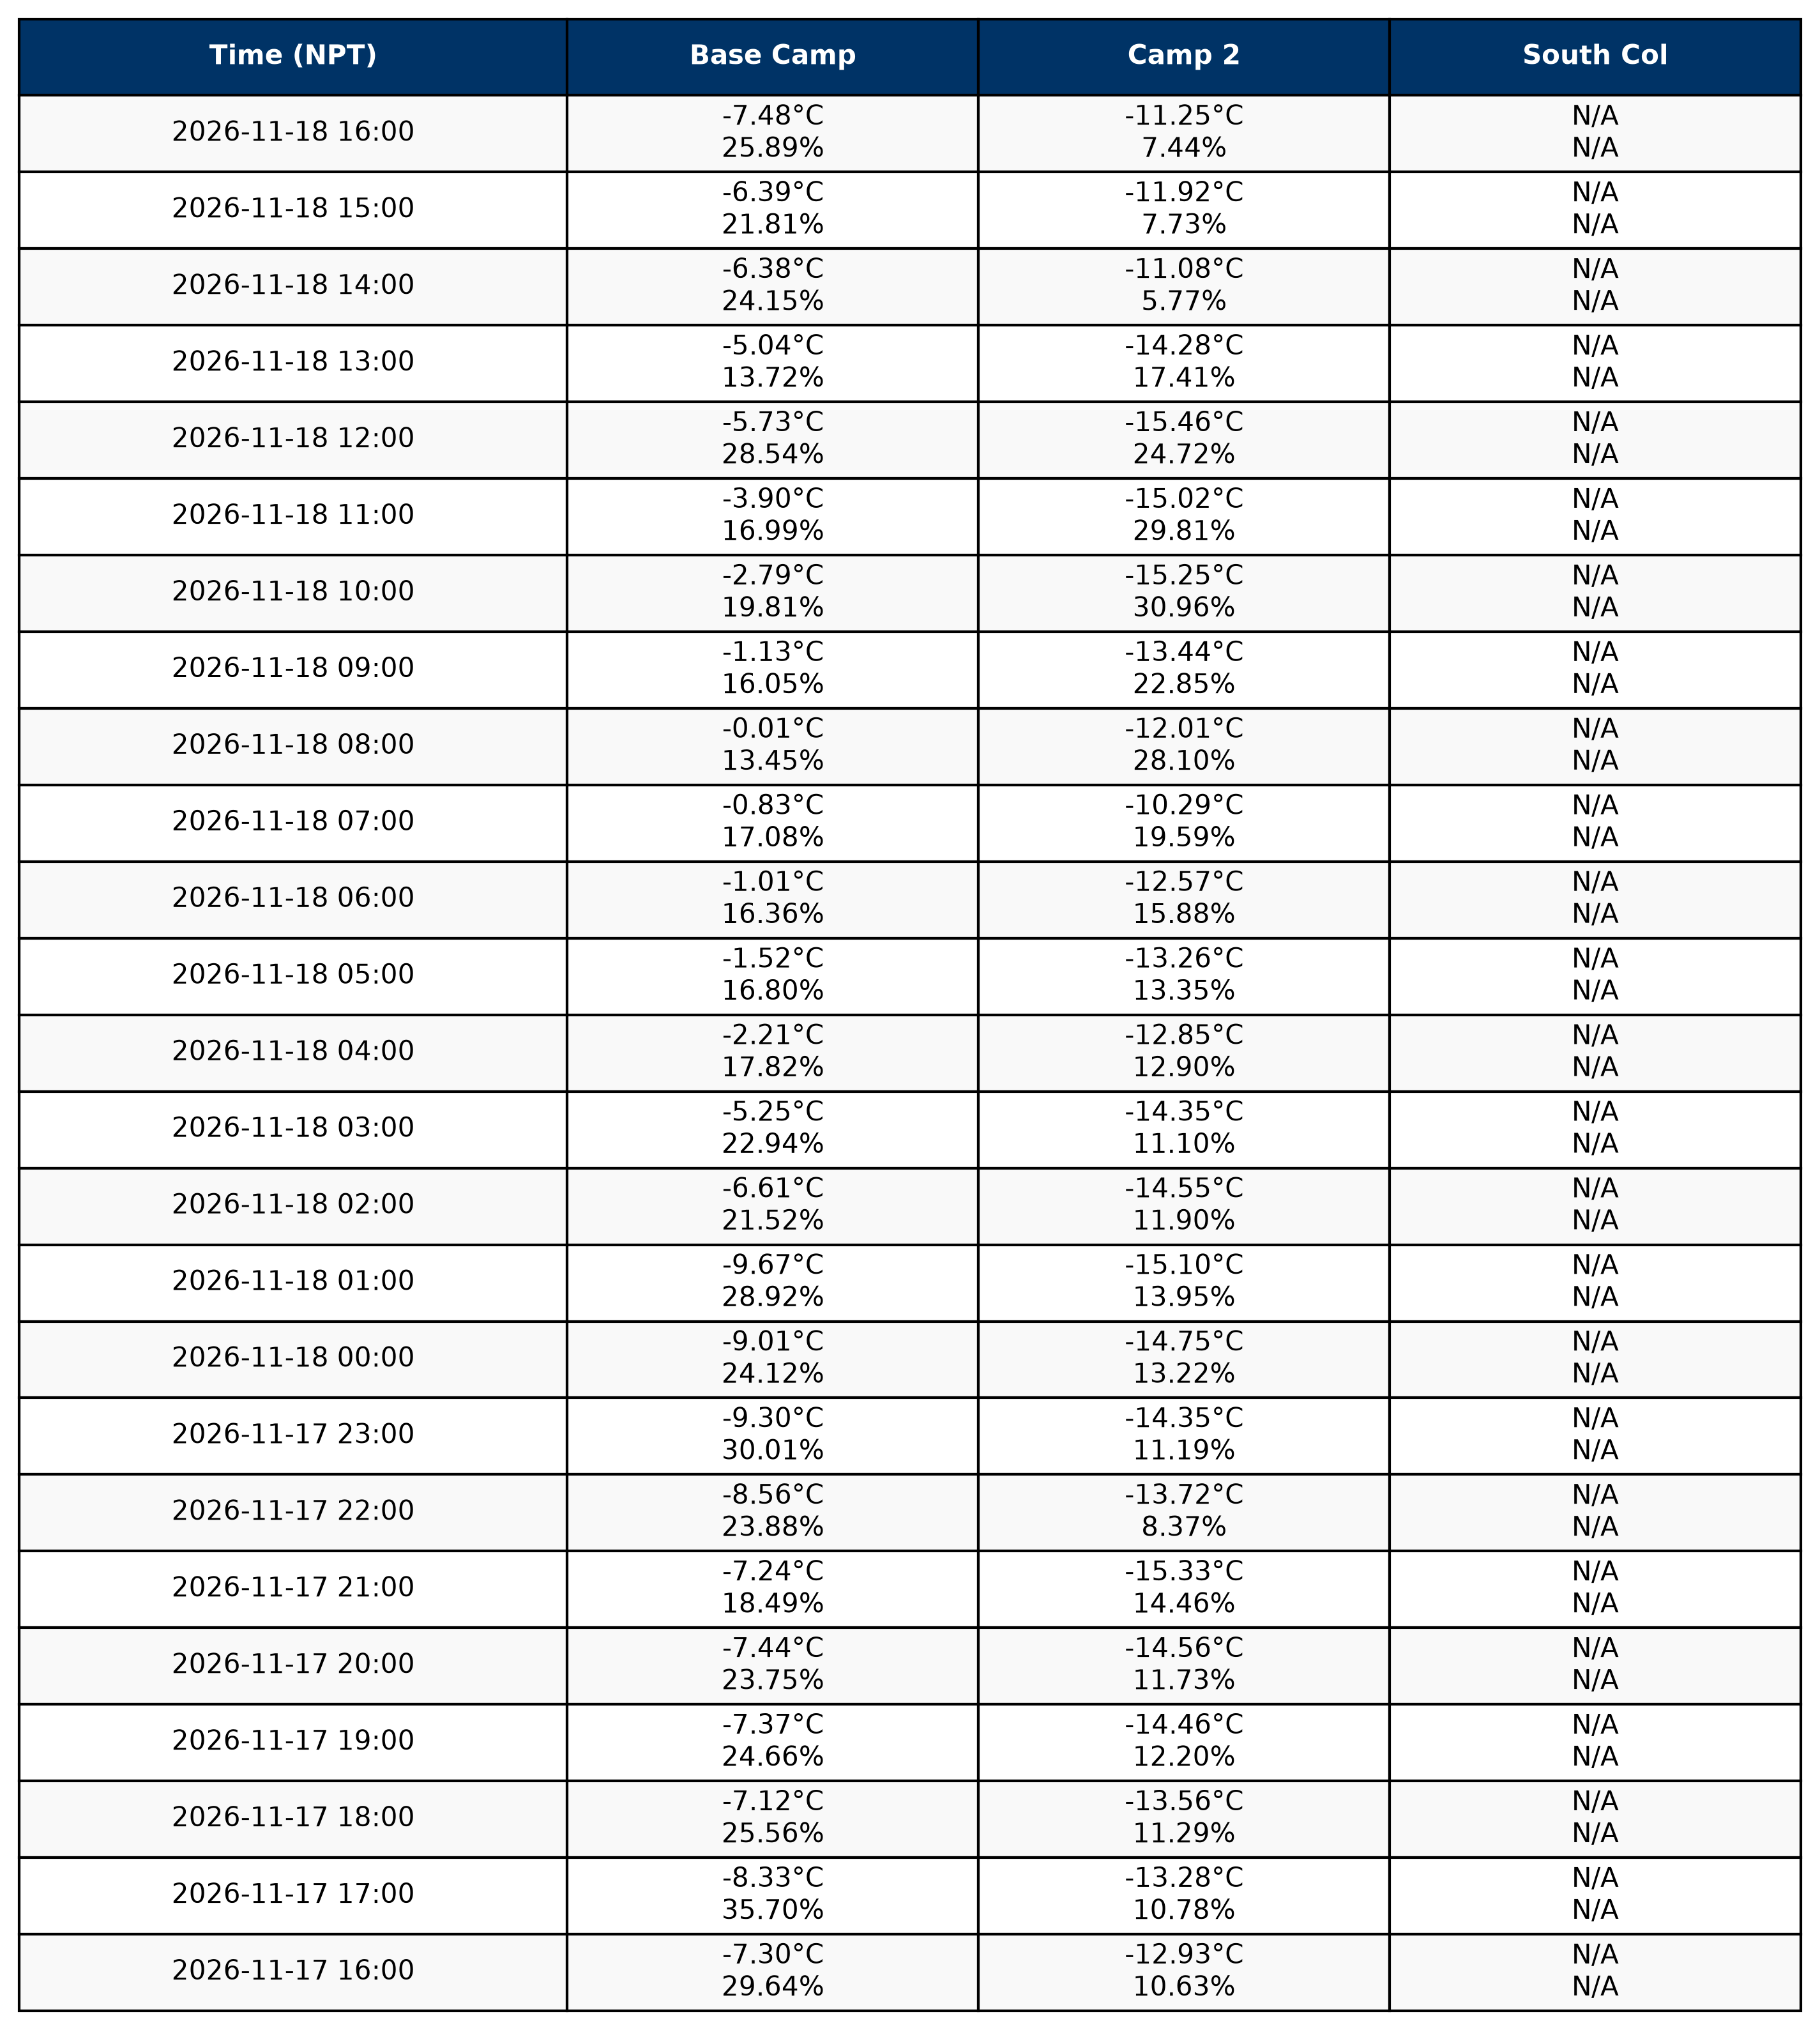 Time (NPT) Base Camp Camp 2 South Col
2026-11-18 16:00 -7.48°C -11.25°C N/A
25.89% 7.44% N/A
2026-11-18 15:00 -6.39°C -11.92°C N/A
21.81% 7.73% N/A
2026-11-18 14:00 -6.38°C -11.08°C N/A
24.15% 5.77% N/A
2026-11-18 13:00 -5.04°C -14.28°C N/A
13.72% 17.41% N/A
2026-11-18 12:00 -5.73°C -15.46°C N/A
28.54% 24.72% N/A
2026-11-18 11:00 -3.90°C -15.02°C N/A
16.99% 29.81% N/A
2026-11-18 10:00 -2.79°C -15.25°C N/A
19.81% 30.96% N/A
2026-11-18 09:00 -1.13°C -13.44°C N/A
16.05% 22.85% N/A
2026-11-18 08:00 -0.01°C -12.01°C N/A
13.45% 28.10% N/A
2026-11-18 07:00 -0.83°C -10.29°C N/A
17.08% 19.59% N/A
2026-11-18 06:00 -1.01°C -12.57°C N/A
16.36% 15.88% N/A
2026-11-18 05:00 -1.52°C -13.26°C N/A
16.80% 13.35% N/A
2026-11-18 04:00 -2.21°C -12.85°C N/A
17.82% 12.90% N/A
2026-11-18 03:00 -5.25°C -14.35°C N/A
22.94% 11.10% N/A
2026-11-18 02:00 -6.61°C -14.55°C N/A
21.52% 11.90% N/A
2026-11-18 01:00 -9.67°C -15.10°C N/A
28.92% 13.95% N/A
2026-11-18 00:00 -9.01°C -14.75°C N/A
24.12% 13.22% N/A
2026-11-17 23:00 -9.30°C -14.35°C N/A
30.01% 11.19% N/A
2026-11-17 22:00 -8.56°C -13.72°C N/A
23.88% 8.37% N/A
2026-11-17 21:00 -7.24°C -15.33°C N/A
18.49% 14.46% N/A
2026-11-17 20:00 -7.44°C -14.56°C N/A
23.75% 11.73% N/A
2026-11-17 19:00 -7.37°C -14.46°C N/A
24.66% 12.20% N/A
2026-11-17 18:00 -7.12°C -13.56°C N/A
25.56% 11.29% N/A
2026-11-17 17:00 -8.33°C -13.28°C N/A
35.70% 10.78% N/A
2026-11-17 16:00 -7.30°C -12.93°C N/A
29.64% 10.63% N/A